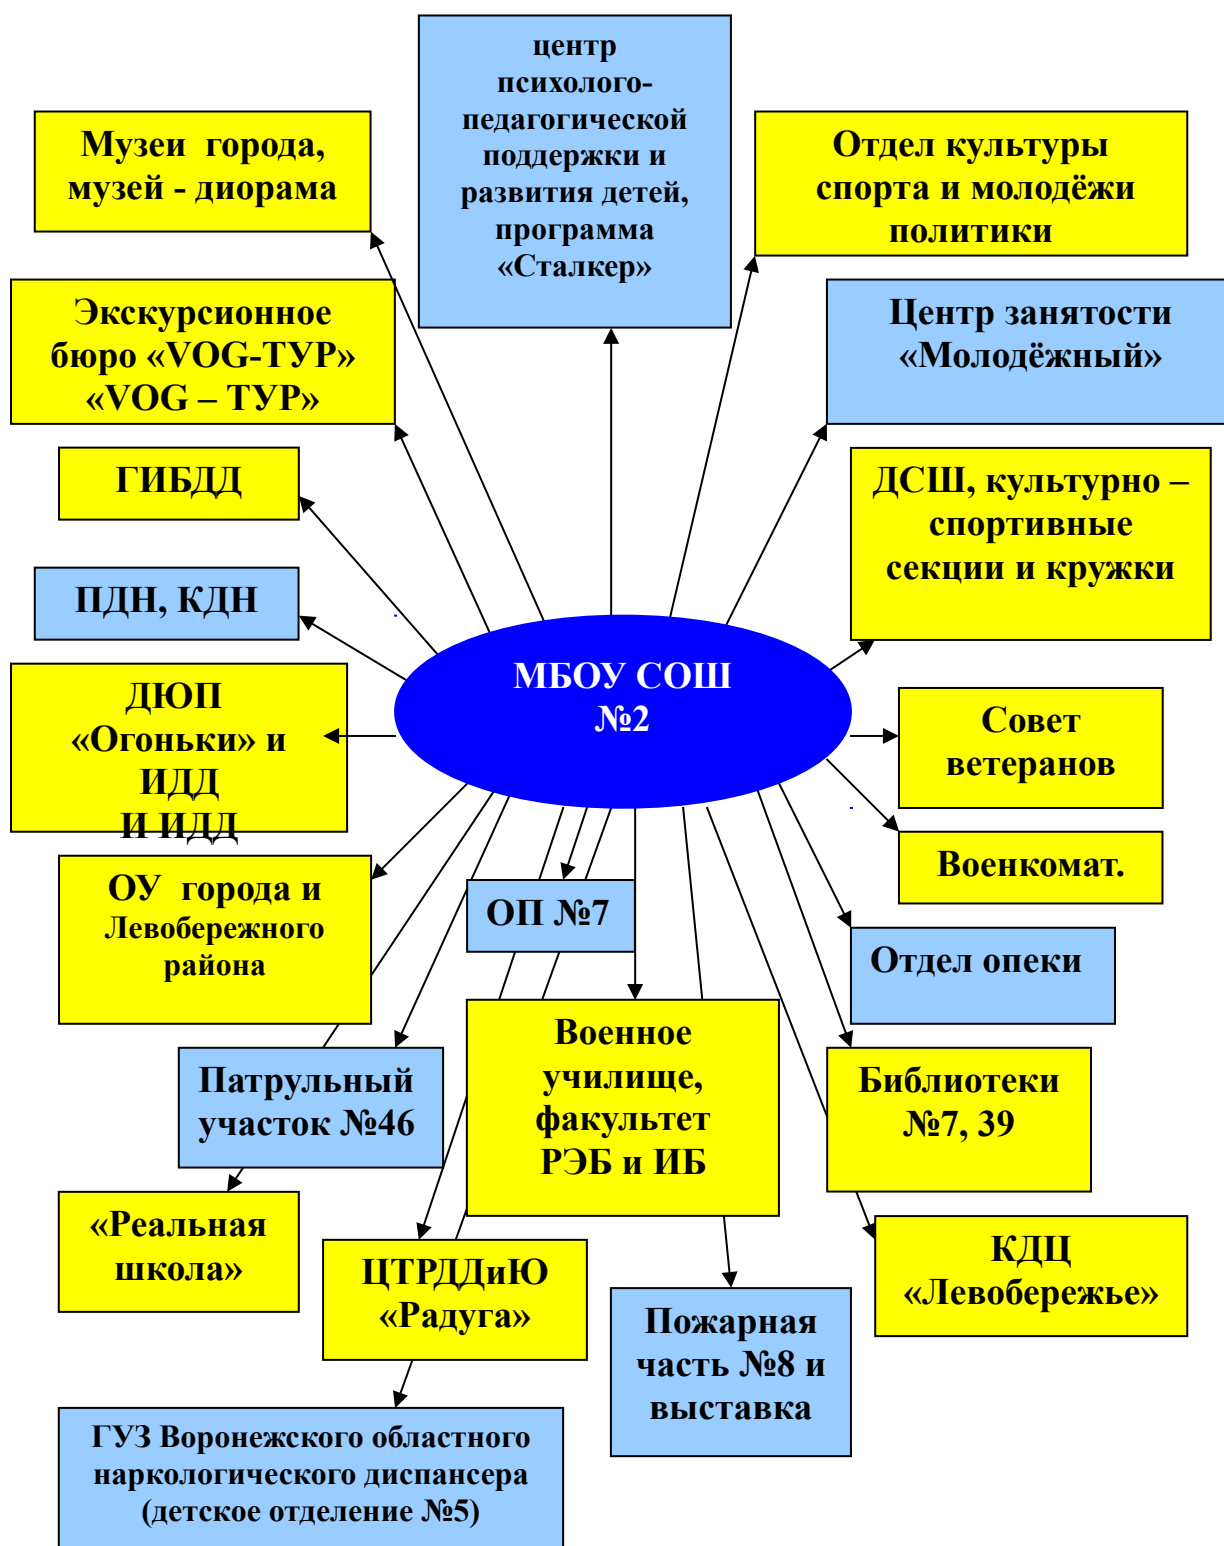 центр
психолого-
педагогической
поддержки и
развития детей,
программа
«Сталкер»
Музеи города,
музей - диорама
Отдел культуры
спорта и молодёжи
политики
Экскурсионное
бюро «VOG-ТУР»
«VOG – ТУР»
Центр занятости
«Молодёжный»
ГИБДД
ДСШ, культурно –
спортивные
секции и кружки
ПДН, КДН
МБОУ СОШ
№2
ДЮП
«Огоньки» и
ИДД
И ИДД
Совет
ветеранов
Военкомат.
ОУ города и
Левобережного
района
ОП №7
Отдел опеки
Военное
училище,
факультет
РЭБ и ИБ
Патрульный
участок №46
Библиотеки
№7, 39
«Реальная
школа»
ЦТРДДиЮ
«Радуга»
КДЦ
«Левобережье»
Пожарная
часть №8 и
выставка
ГУЗ Воронежского областного
наркологического диспансера
(детское отделение №5)